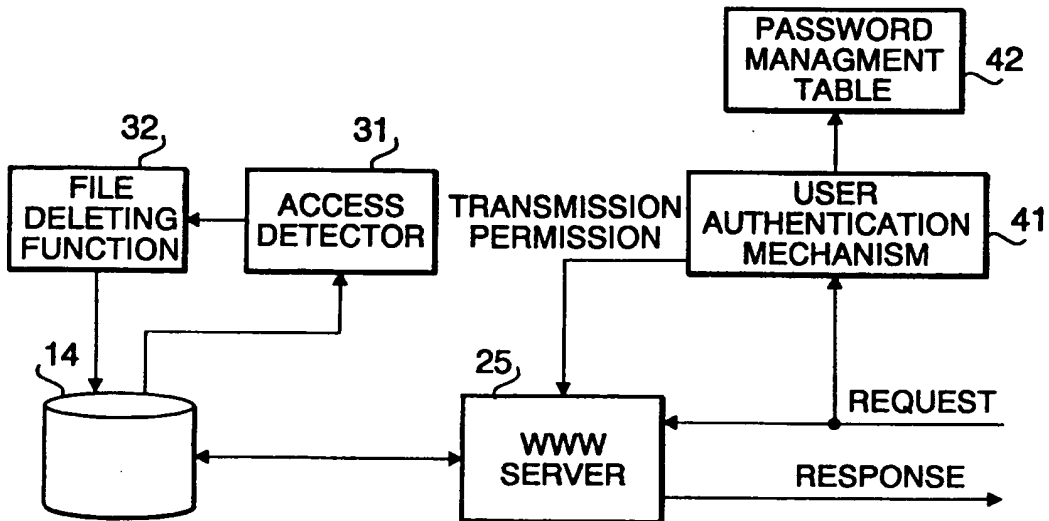 PASSWORD
MANAGMENT
TABLE
42
32
31
FILE
DELETING
FUNCTION
ACCESS
DETECTOR
TRANSMISSION
PERMISSION
USER
AUTHENTICATION
MECHANISM
41
14
25
WWW
SERVER
REQUEST
RESPONSE